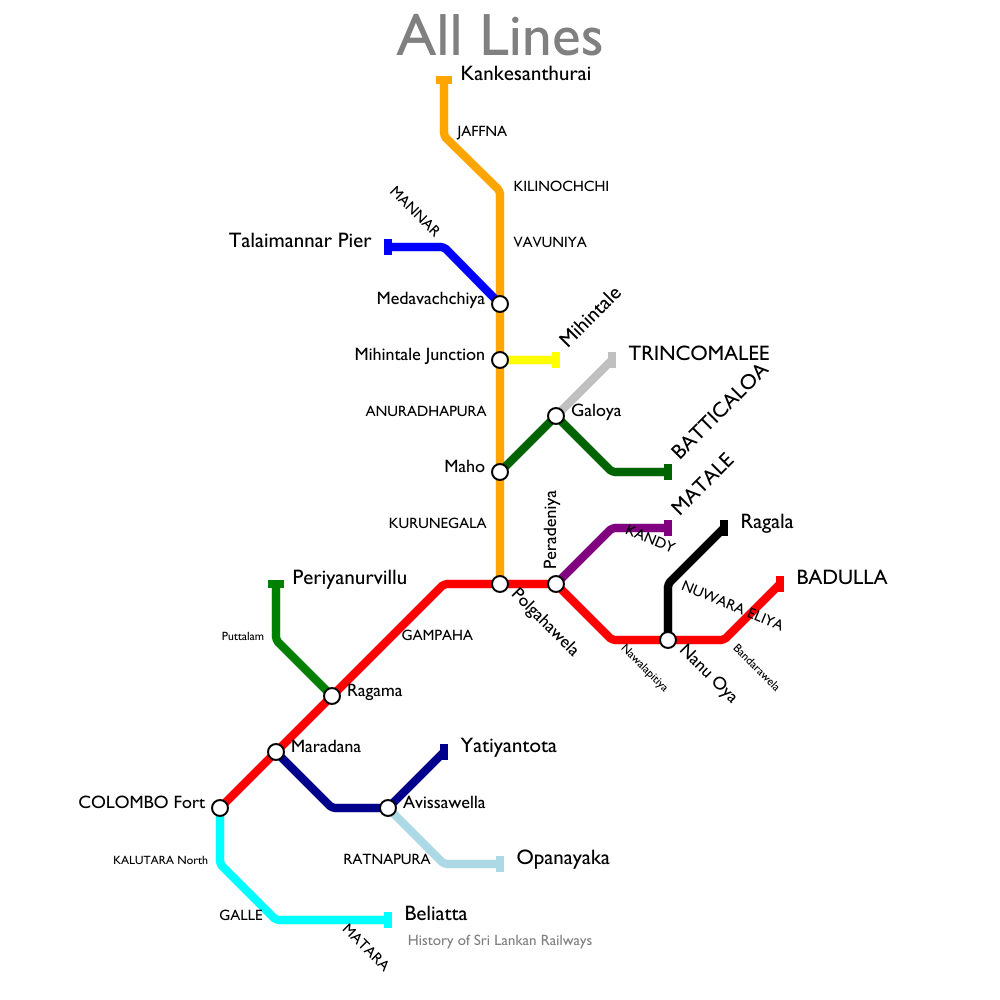 All Lines
Kankesanthurai
JAFFNA
KILINOCHCHI
MANNAR
Talaimannar Pier
VAVUNIYA
Medavachchiya
Mihintale
Mihintale Junction
TRINCOMALEE
ANURADHAPURA
Galoya
BATTICALOA
Maho
MATALE
KURUNEGALA
Peradeniya
KANDY
Ragala
Periyanurvillu
Polgahawela
NUWARA ELIYA
BADULLA
Puttalam
GAMPAHA
Nawalapitiya
Nanu Oya
Bandarawela
Ragama
Maradana
Yatiyantota
COLOMBO Fort
Avissawella
KALUTARA North
RATNAPURA
Opanayaka
GALLE
MATARA
Beliatta
History of Sri Lankan Railways